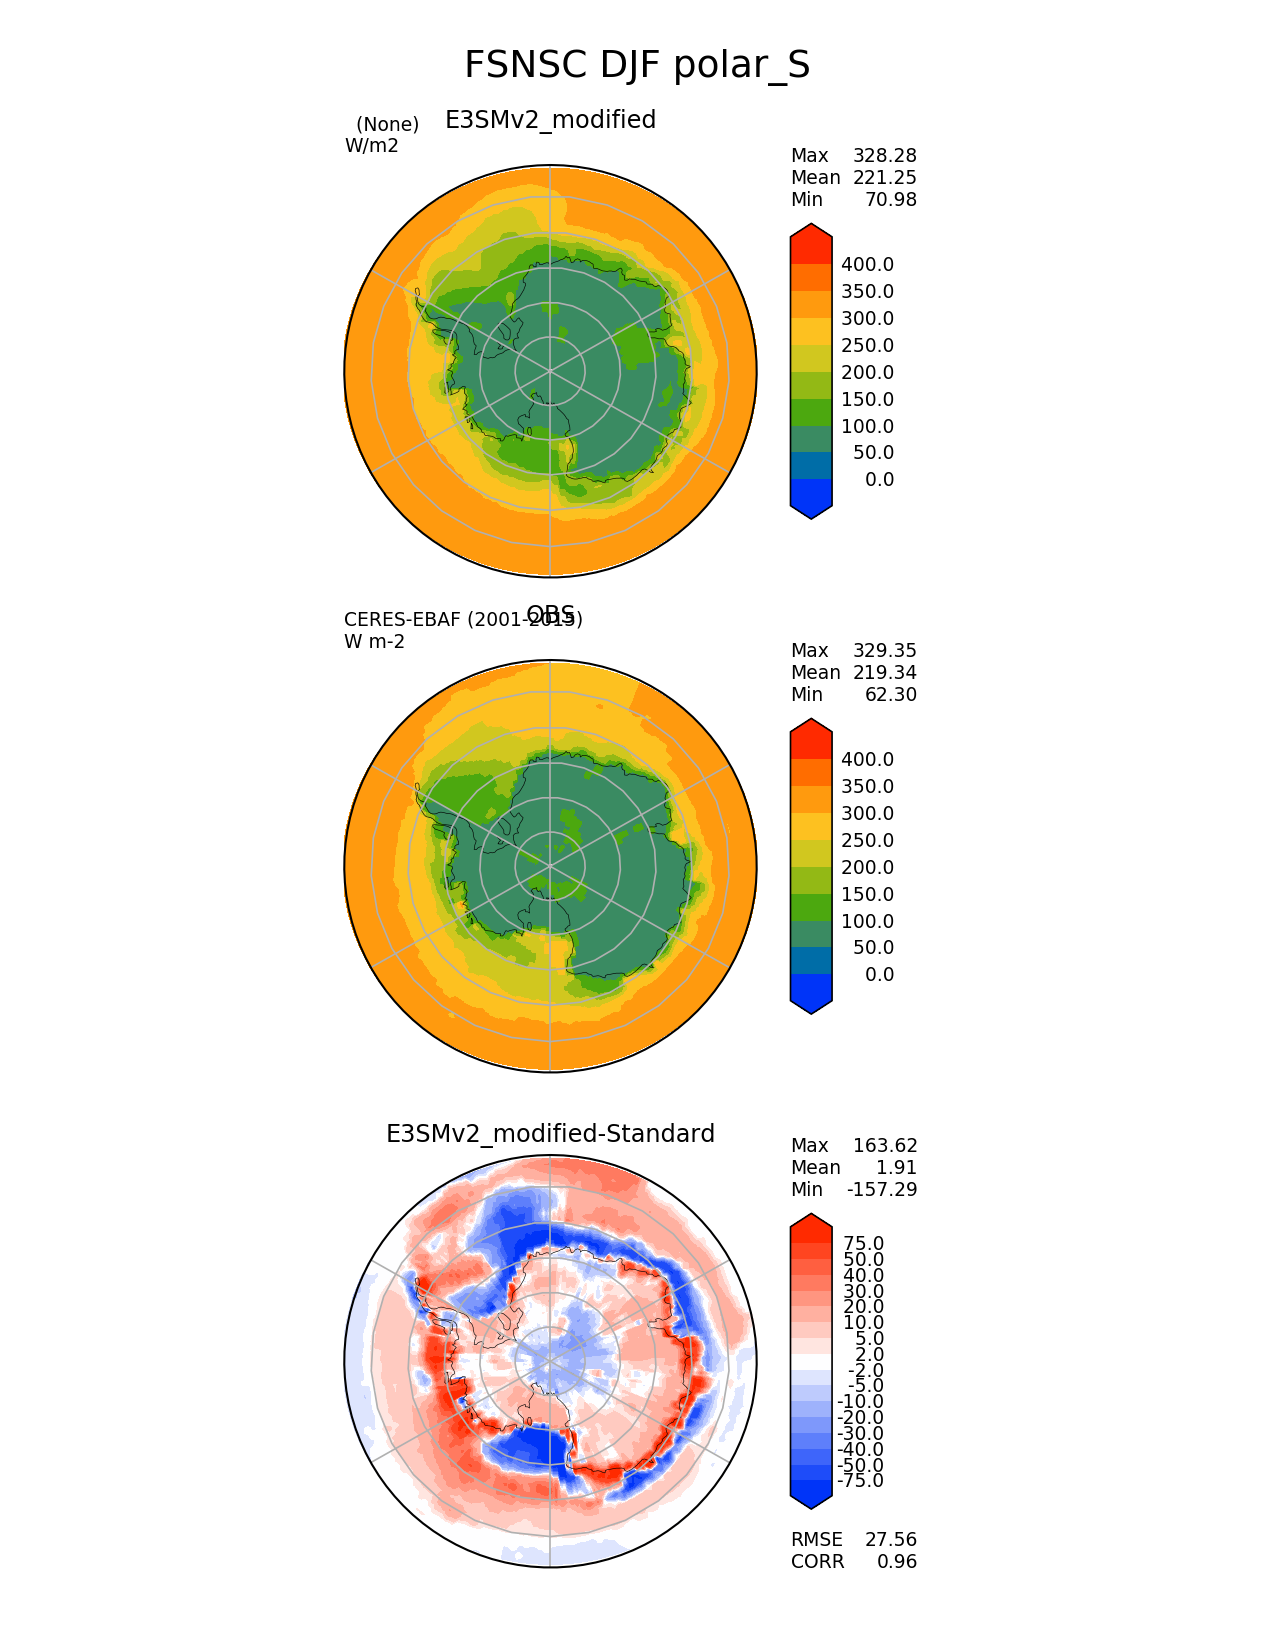 FSNSC DJF polar_S
E3SMv2_modified
(None)
W/m2
Max 328.28
Mean 221.25
Min 70.98
400.0
350.0
300.0
250.0
200.0
150.0
100.0
50.0
0.0
OBS
CERES-EBAF (2001-2015)
W m-2
Max 329.35
Mean 219.34
Min 62.30
400.0
350.0
300.0
250.0
200.0
150.0
100.0
50.0
0.0
E3SMv2_modified-Standard
Max 163.62
Mean 1.91
Min -157.29
75.0
50.0
40.0
30.0
20.0
10.0
5.0
2.0
-2.0
-5.0
-10.0
-20.0
-30.0
-40.0
-50.0
-75.0
RMSE 27.56
CORR 0.96